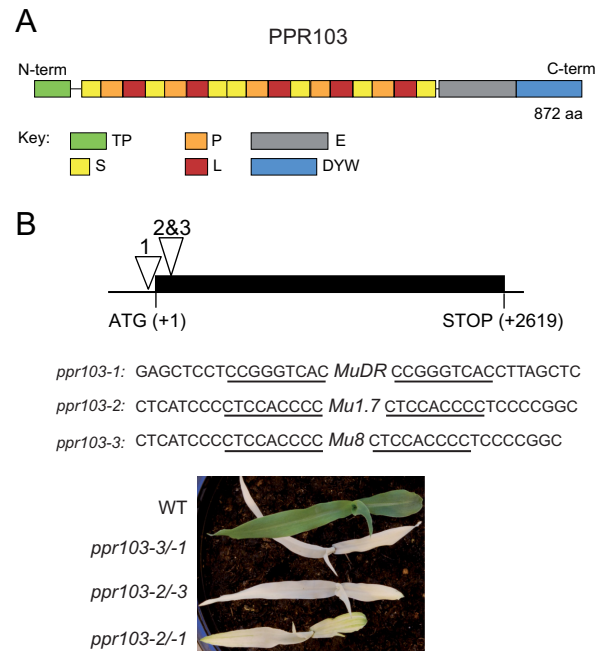 A
PPR103
N-term
C-term
872 aa
Key:
TP
P
E
S
L
DYW
B
1
2&3
ATG (+1)
STOP (+2619)
ppr103-1: GAGCTCCTCCGGGTCAC MuDR CCGGGTCACCTTAGCTC
ppr103-2: CTCATCCCCTCCACCCC Mu1.7 CTCCACCCCTCCCCGGC
ppr103-3: CTCATCCCCTCCACCCC Mu8 CTCCACCCCTCCCCGGC
WT
ppr103-3/-1
ppr103-2/-3
ppr103-2/-1